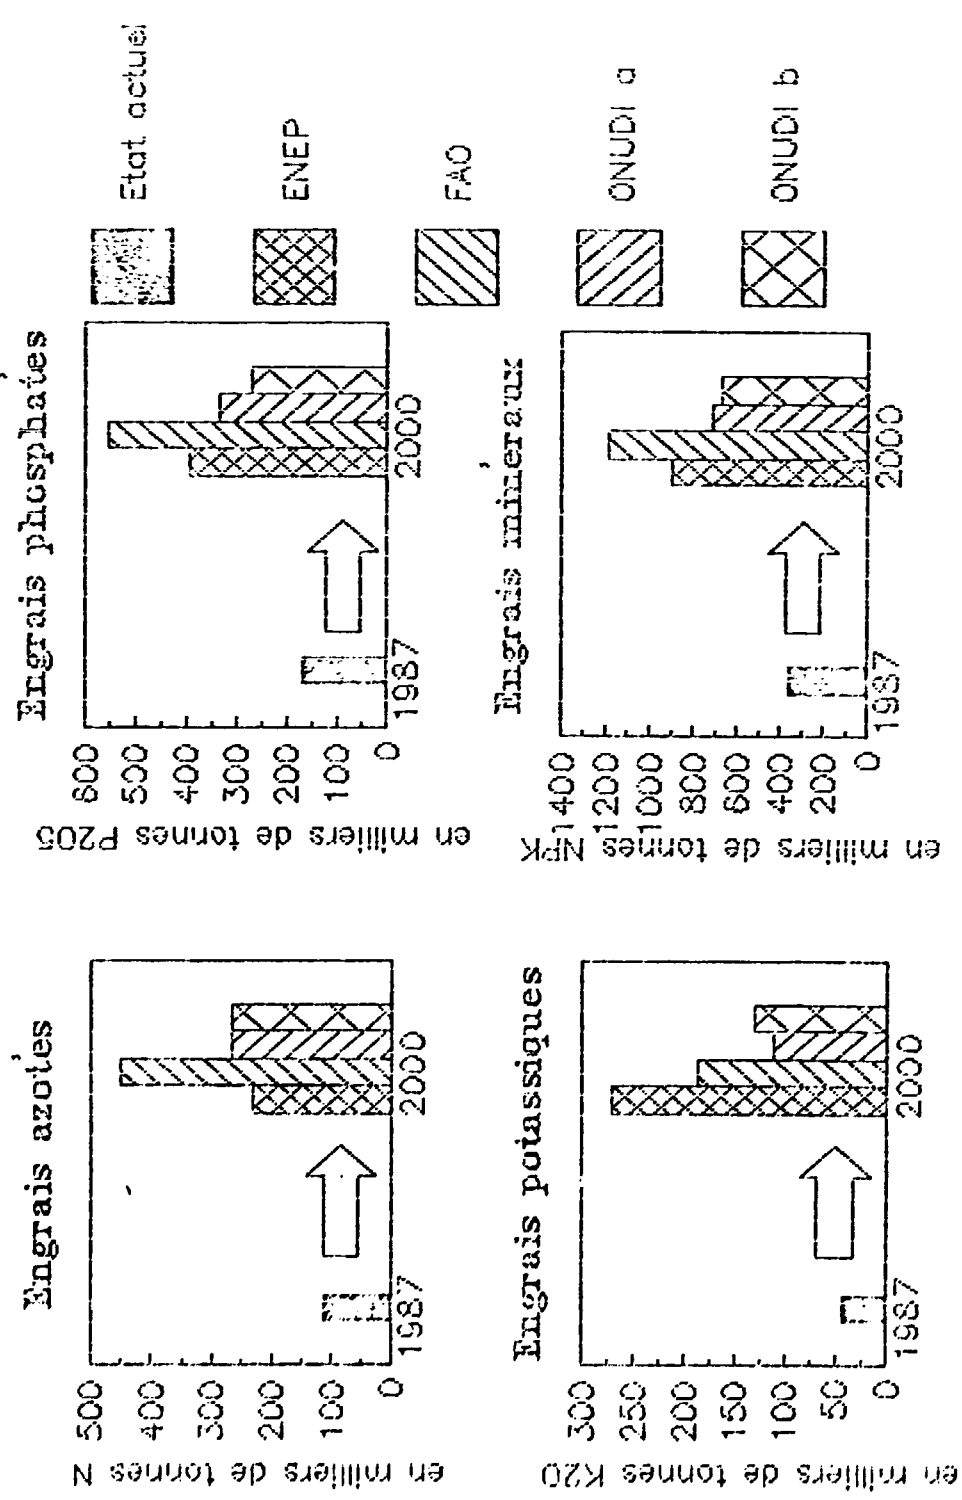 Engrais azotés
en milliers de tonnes N
500
400
300
200
100
0
1987
2000
Engrais phosphatés
en milliers de tonnes P2O5
600
500
400
300
200
100
0
1987
2000
Engrais potassiques
en milliers de tonnes K2O
300
250
200
150
100
50
0
1987
2000
Engrais minéraux
en milliers de tonnes NPK
1400
1200
1000
800
600
400
200
0
1987
2000
Etat actuel
ENEP
FAO
ONUDI a
ONUDI b